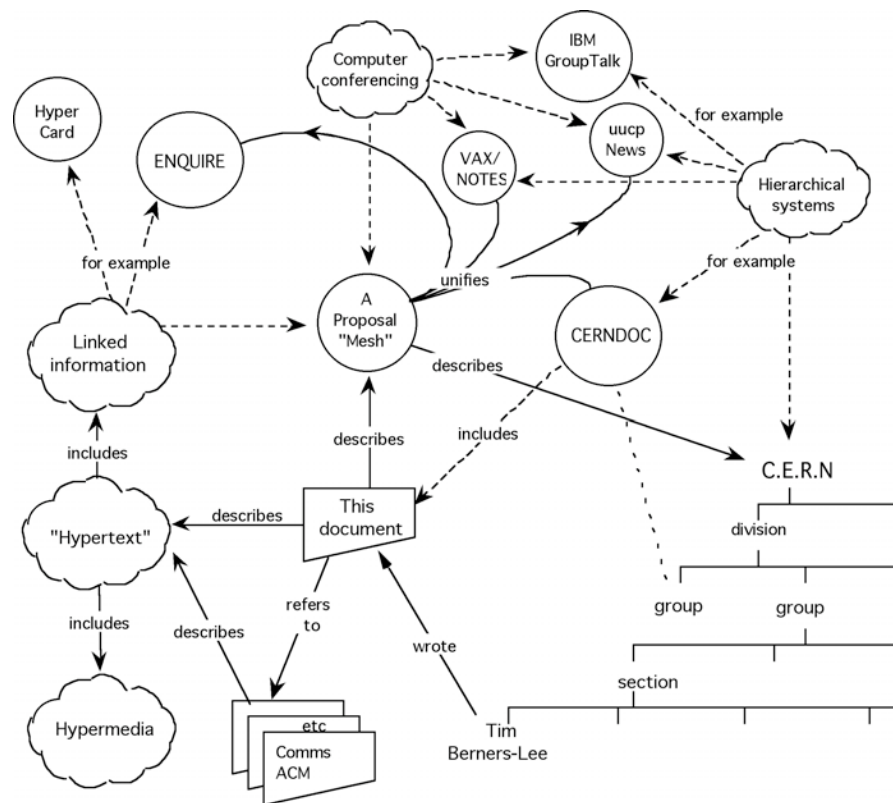 IBM
GroupTalk
Computer
conferencing
Hyper
Card
for example
uucp
News
ENQUIRE
VAX/
NOTES
Hierarchical
systems
for example
for example
unifies
A
Proposal
"Mesh"
CERNDOC
Linked
information
describes
includes
describes
includes
C.E.R.N
This
document
describes
"Hypertext"
division
refers
to
group
group
includes
describes
wrote
section
Hypermedia
etc
Comms
ACM
Tim
Berners-Lee